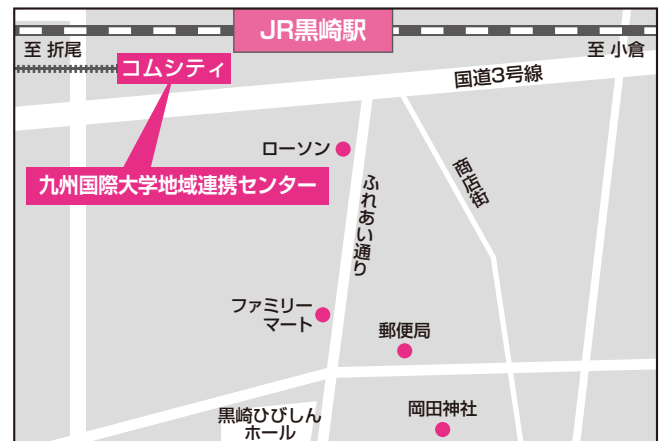 JR黒崎駅
至 折尾
至 小倉
コムシティ
国道3号線
ローソン
九州国際大学地域連携センター
商店街
ふれあい通り
ファミリー
マート
郵便局
黒崎ひびしん
ホール
岡田神社